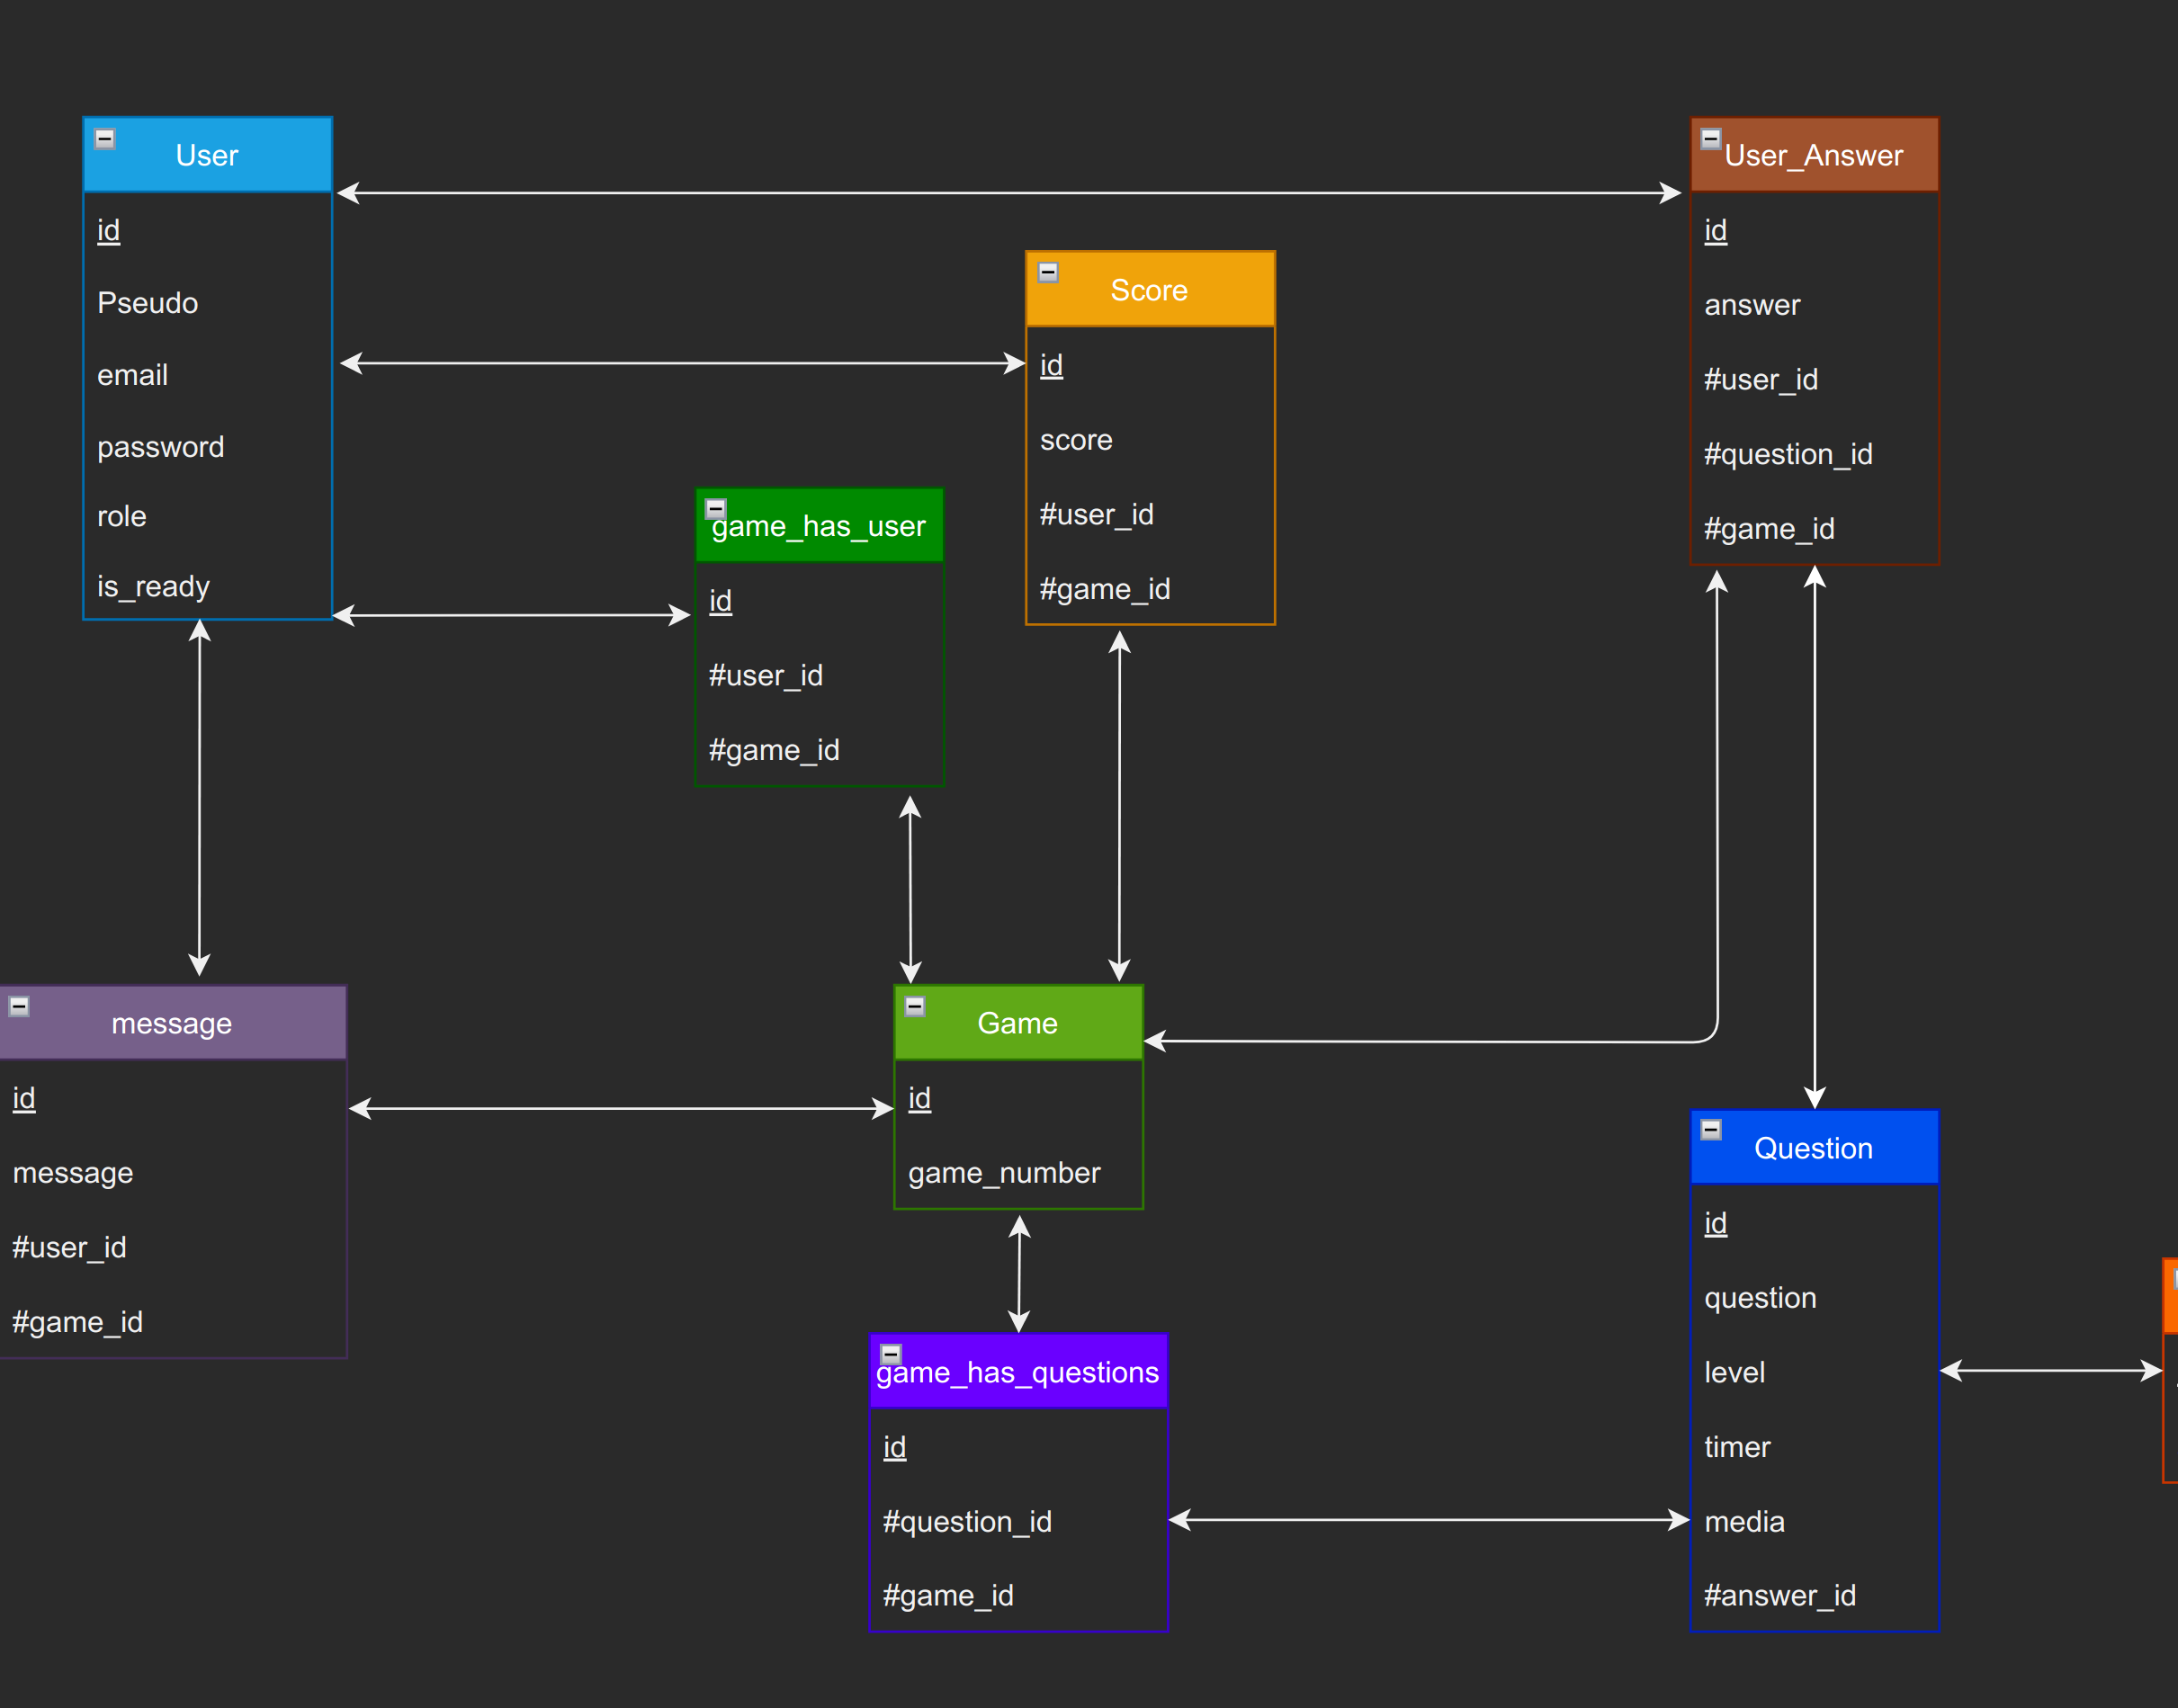 User
id
Pseudo
email
password
role
is_ready
User_Answer
id
answer
#user_id
#question_id
#game_id
Score
id
score
#user_id
#game_id
game_has_user
id
#user_id
#game_id
message
id
message
#user_id
#game_id
Game
id
game_number
Question
id
question
level
timer
media
#answer_id
game_has_questions
id
#question_id
#game_id